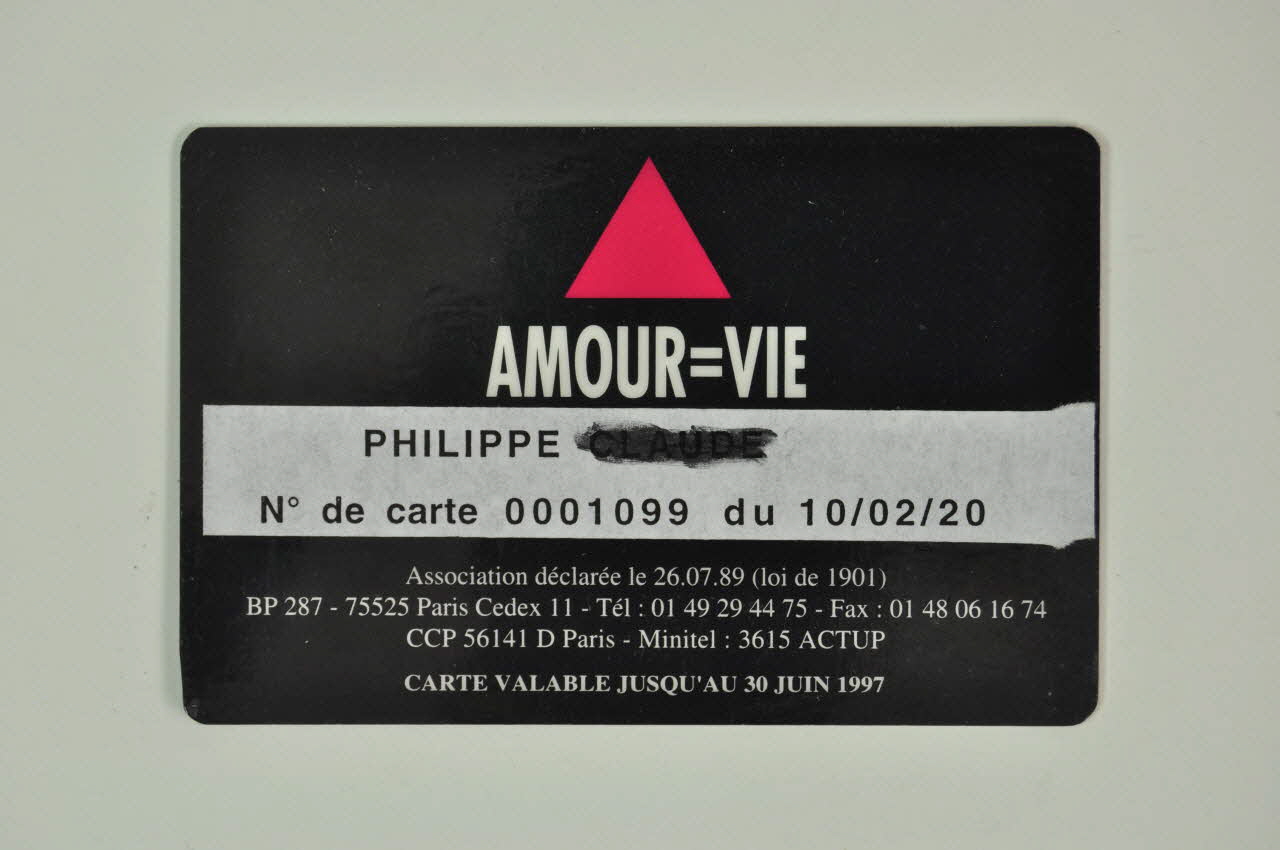 AMOUR=VIE
PHILIPPE
N° de carte 0001099 du 10/02/20
Association déclarée le 26.07.89 (loi de 1901)
BP 287 - 75525 Paris Cedex 11 - Tél : 01 49 29 44 75 - Fax : 01 48 06 16 74
CCP 56141 D Paris - Minitel : 3615 ACTUP
CARTE VALABLE JUSQU'AU 30 JUIN 1997